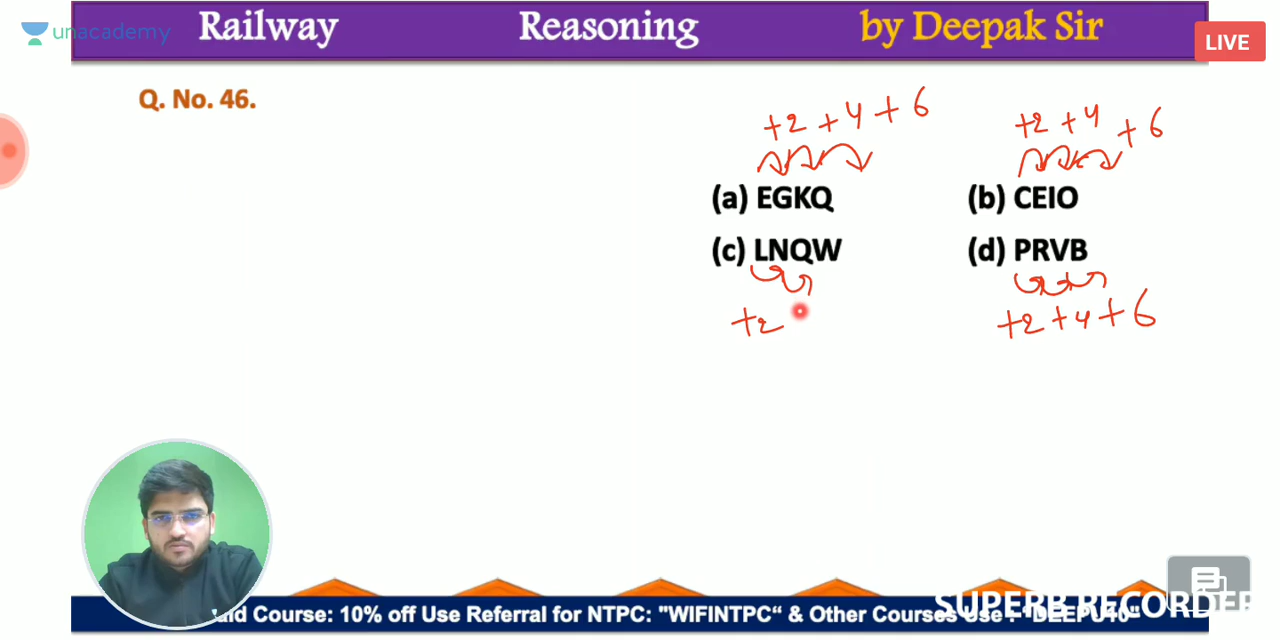 unacademy
Railway Reasoning by Deepak Sir
LIVE
Q. No. 46.
+2 +4 +6
+2 +4 +6
(a) EGKQ (b) CEIO
(c) LNQW (d) PRVB
+2
+2 +4 +6
Course: 10% off Use Referral for NTPC: "WIFINTPC“ & Other Courses Use : "DEEPU10"
SUPERB RECORDER